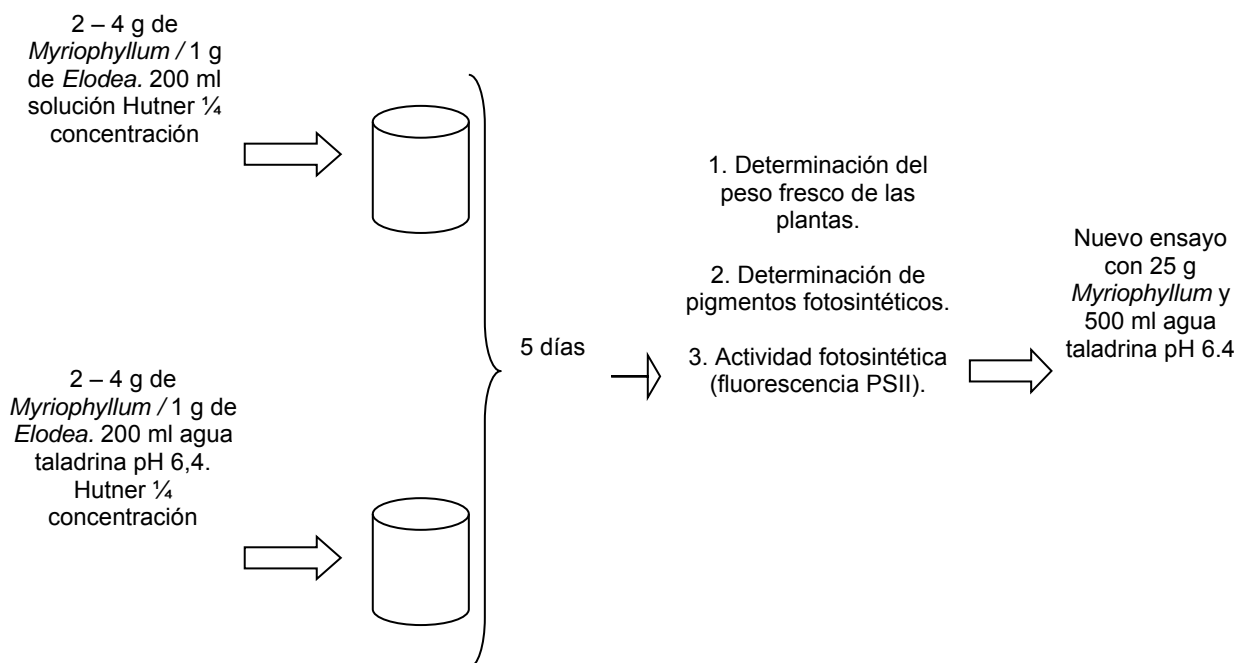 2 – 4 g de
Myriophyllum / 1 g
de Elodea. 200 ml
solución Hutner ¼
concentración
2 – 4 g de
Myriophyllum / 1 g de
Elodea. 200 ml agua
taladrina pH 6,4.
Hutner ¼
concentración
5 días
1. Determinación del
peso fresco de las
plantas.
2. Determinación de
pigmentos fotosintéticos.
3. Actividad fotosintética
(fluorescencia PSII).
Nuevo ensayo
con 25 g
Myriophyllum y
500 ml agua
taladrina pH 6.4